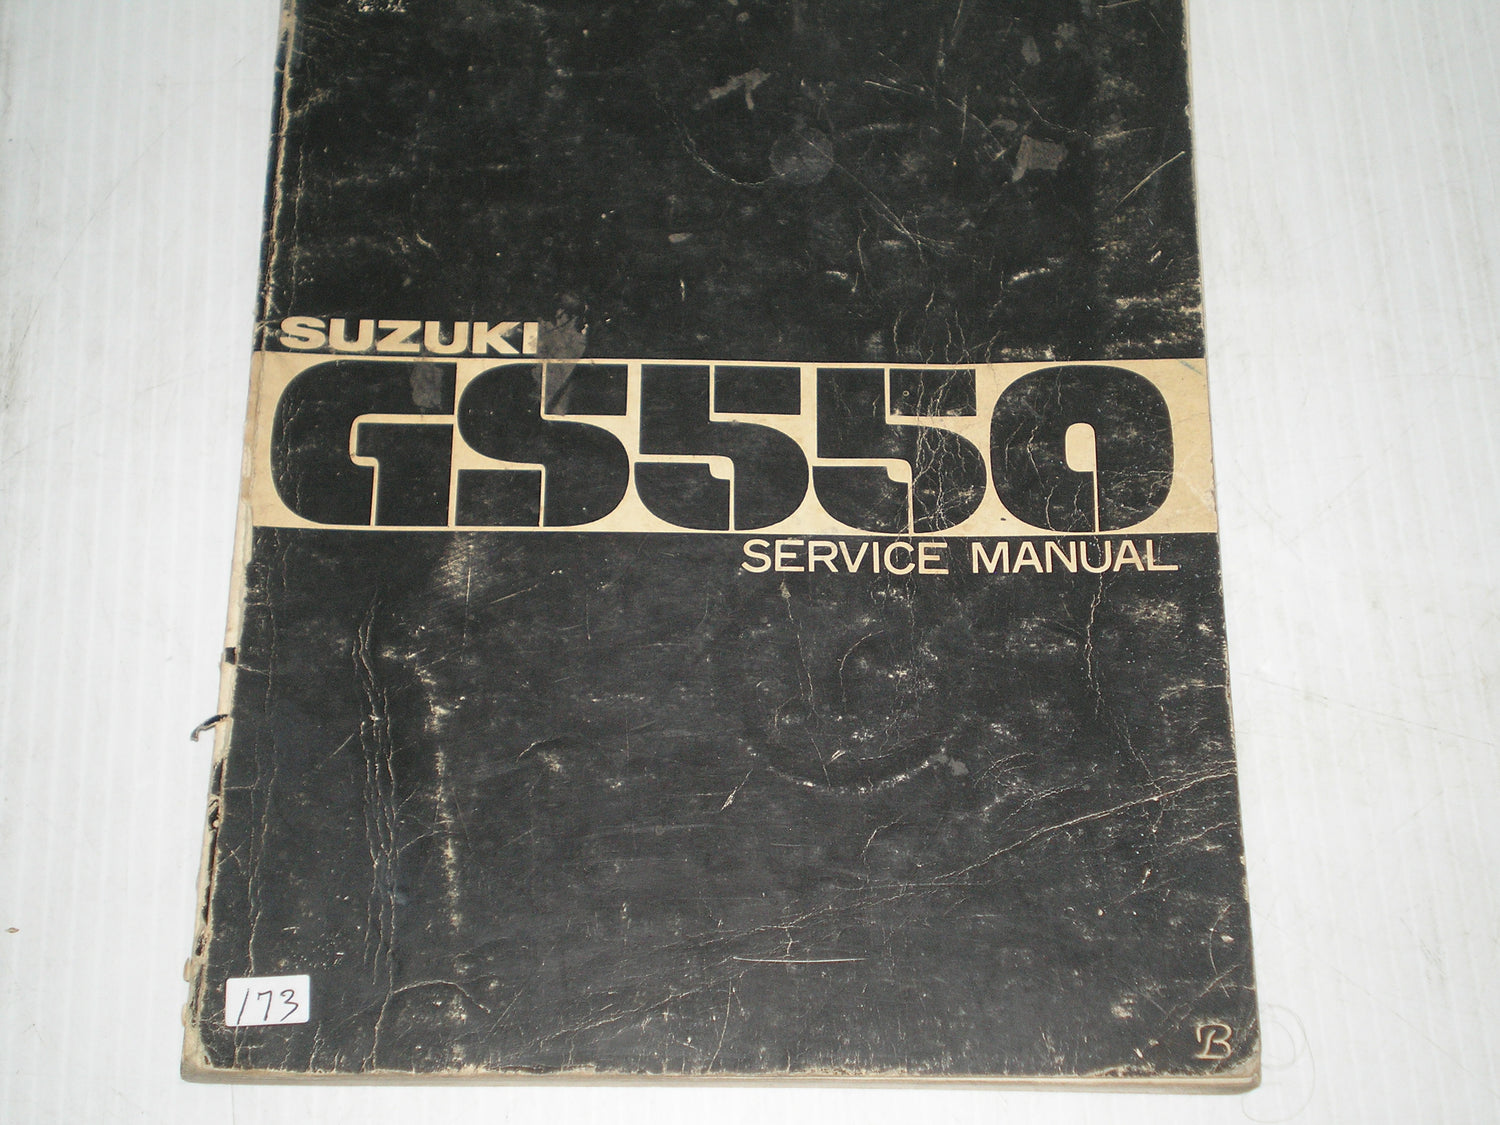 SUZUKI
GS550
SERVICE MANUAL
173
B